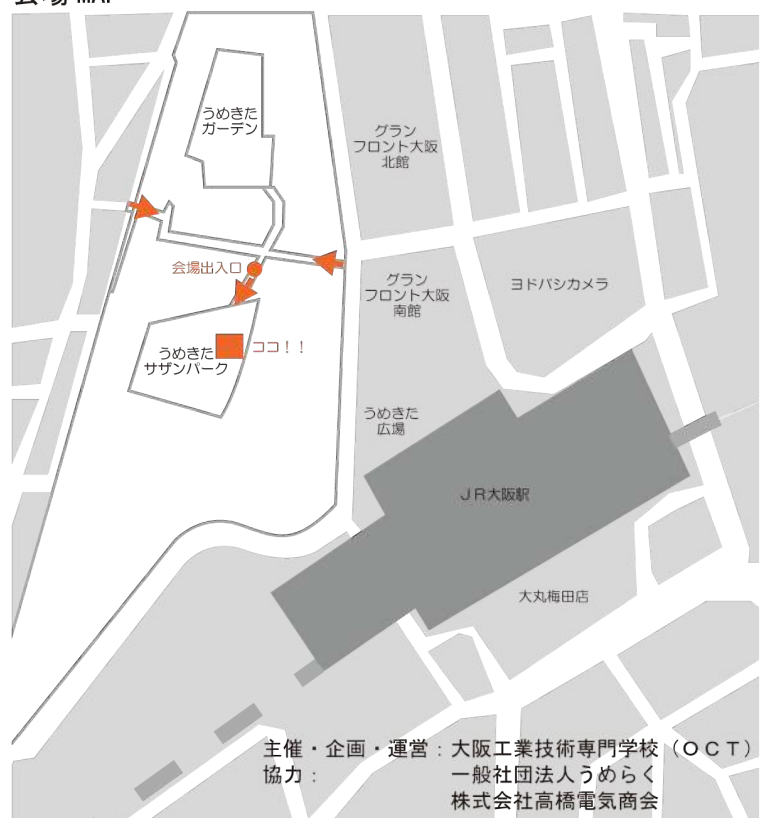 会場 MAP
うめきた
ガーデン
グラン
フロント大阪
北館
会場出入口
グラン
フロント大阪
南館
ヨドバシカメラ
うめきた
サザンパーク
ココ！！
うめきた
広場
ＪＲ大阪駅
大丸梅田店
主催・企画・運営：大阪工業技術専門学校（ＯＣＴ）
協力：　一般社団法人うめらく
株式会社高橋電気商会